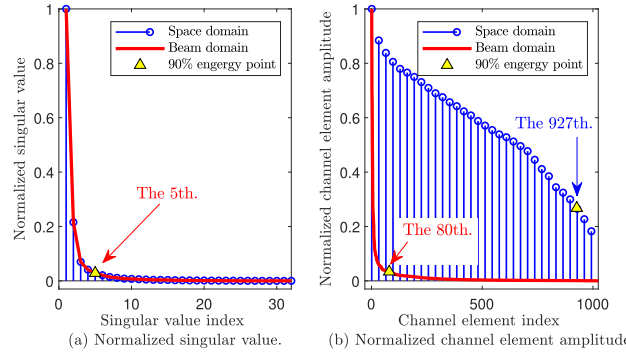 Space domain
Beam domain
90% engergy point
The 5th.
Normalized singular value
1
0.8
0.6
0.4
0.2
0
0
10
20
30
Singular value index
(a) Normalized singular value.
Space domain
Beam domain
90% engergy point
The 927th.
The 80th.
Normalized channel element amplitude
1
0.8
0.6
0.4
0.2
0
0
500
1000
Channel element index
(b) Normalized channel element amplitude